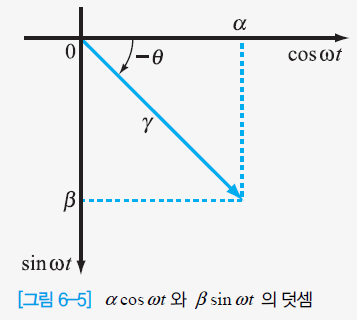 α
0
−θ
cos ωt
γ
β
sin ωt
[그림 6–5] α cos ωt 와 β sin ωt 의 덧셈